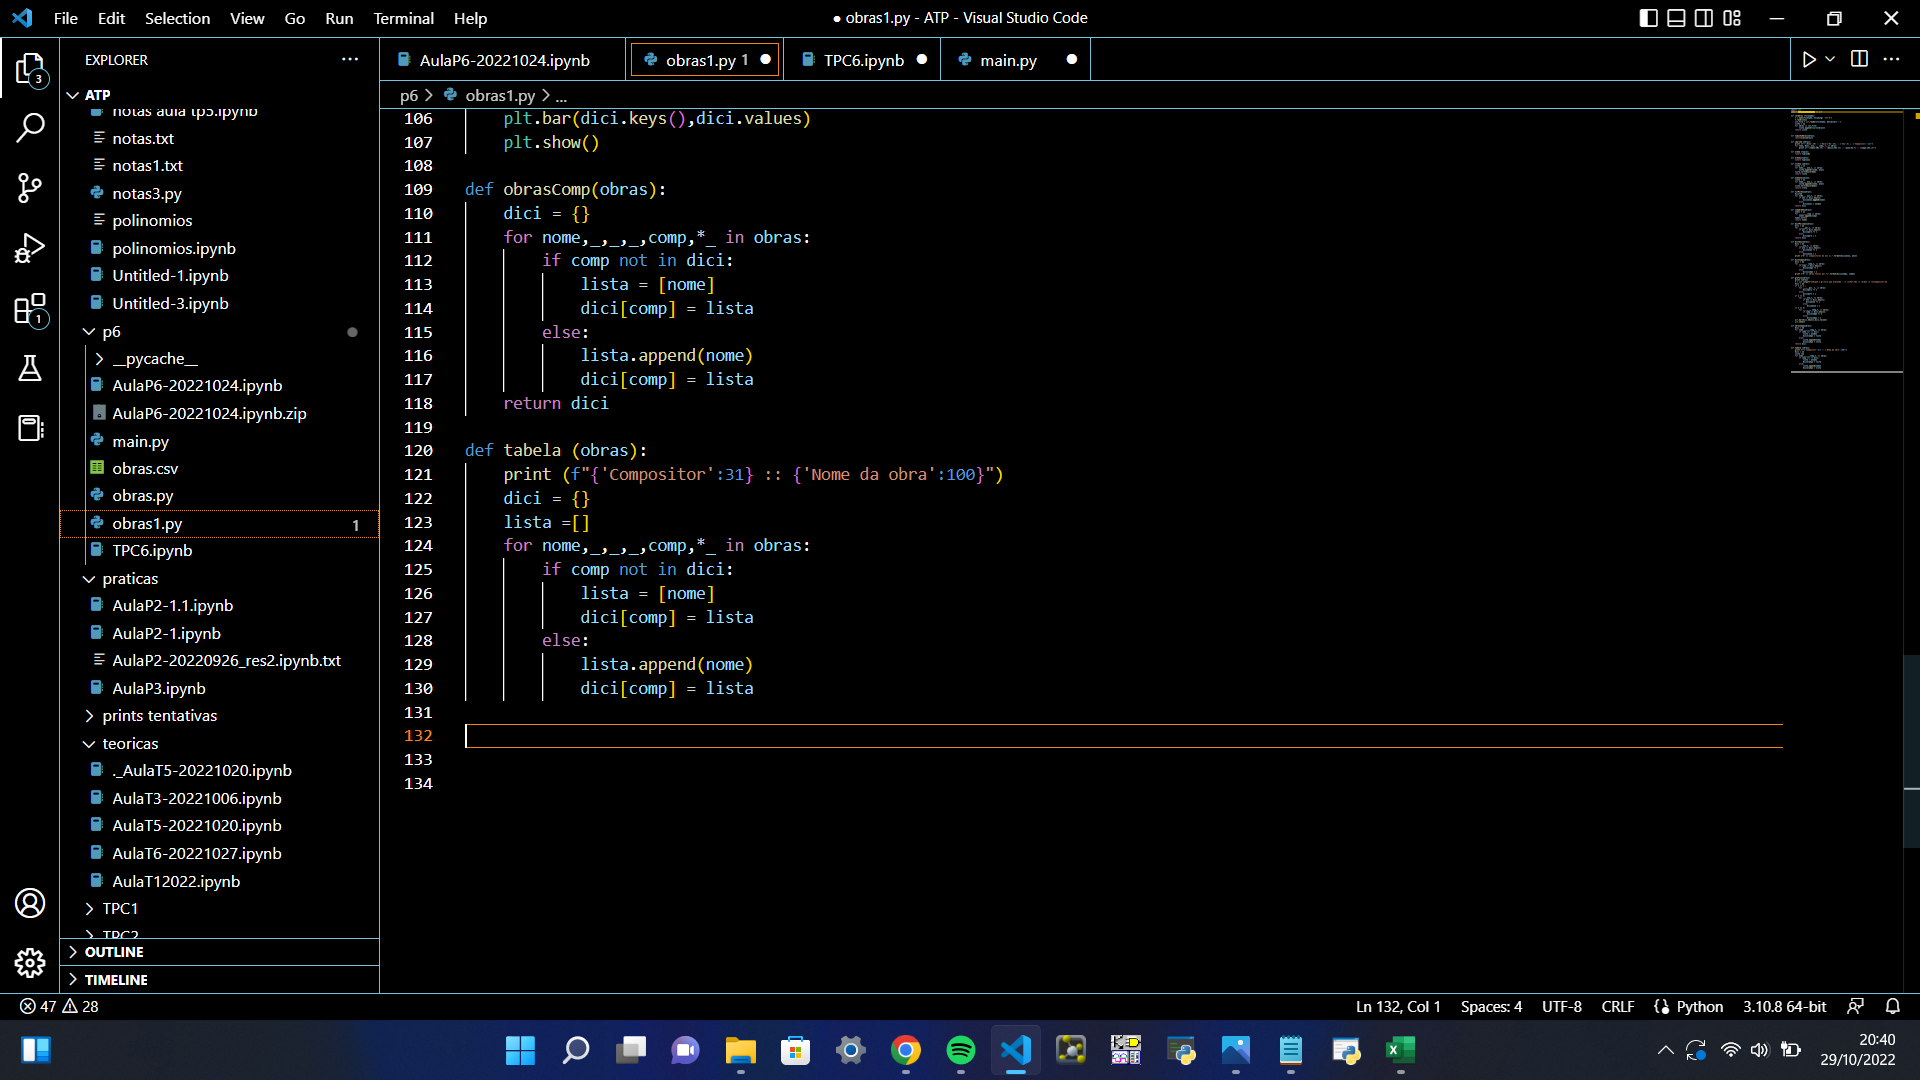 File Edit Selection View Go Run Terminal Help
● obras1.py - ATP - Visual Studio Code
EXPLORER ...
AulaP6-20221024.ipynb
obras1.py 1 ●
TPC6.ipynb ●
main.py ●
3
1
ATP
notas aula tp5.ipynb
notas.txt
notas1.txt
notas3.py
polinomios
polinomios.ipynb
Untitled-1.ipynb
Untitled-3.ipynb
p6
__pycache__
AulaP6-20221024.ipynb
AulaP6-20221024.ipynb.zip
main.py
obras.csv
obras.py
obras1.py 1
TPC6.ipynb
praticas
AulaP2-1.1.ipynb
AulaP2-1.ipynb
AulaP2-20220926_res2.ipynb.txt
AulaP3.ipynb
prints tentativas
teoricas
._AulaT5-20221020.ipynb
AulaT3-20221006.ipynb
AulaT5-20221020.ipynb
AulaT6-20221027.ipynb
AulaT12022.ipynb
TPC1
TPC2
OUTLINE
TIMELINE
p6 > obras1.py > ...
106 plt.bar(dici.keys(),dici.values)
107 plt.show()
108
109 def obrasComp(obras):
110 dici = {}
111 for nome,_,_,_,comp,*_ in obras:
112 if comp not in dici:
113 lista = [nome]
114 dici[comp] = lista
115 else:
116 lista.append(nome)
117 dici[comp] = lista
118 return dici
119
120 def tabela (obras):
121 print (f"{'Compositor':31} :: {'Nome da obra':100}")
122 dici = {}
123 lista =[]
124 for nome,_,_,_,comp,*_ in obras:
125 if comp not in dici:
126 lista = [nome]
127 dici[comp] = lista
128 else:
129 lista.append(nome)
130 dici[comp] = lista
131
132
133
134
47 28
Ln 132, Col 1 Spaces: 4 UTF-8 CRLF Python 3.10.8 64-bit
20:40
29/10/2022